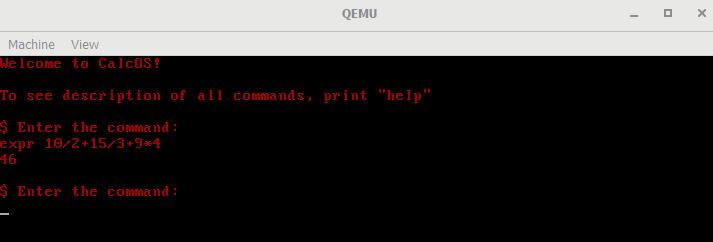 QEMU
Machine View
Welcome to CalcOS!
To see description of all commands, print "help"
$ Enter the command:
expr 10/2+15/3+9*4
46
$ Enter the command: